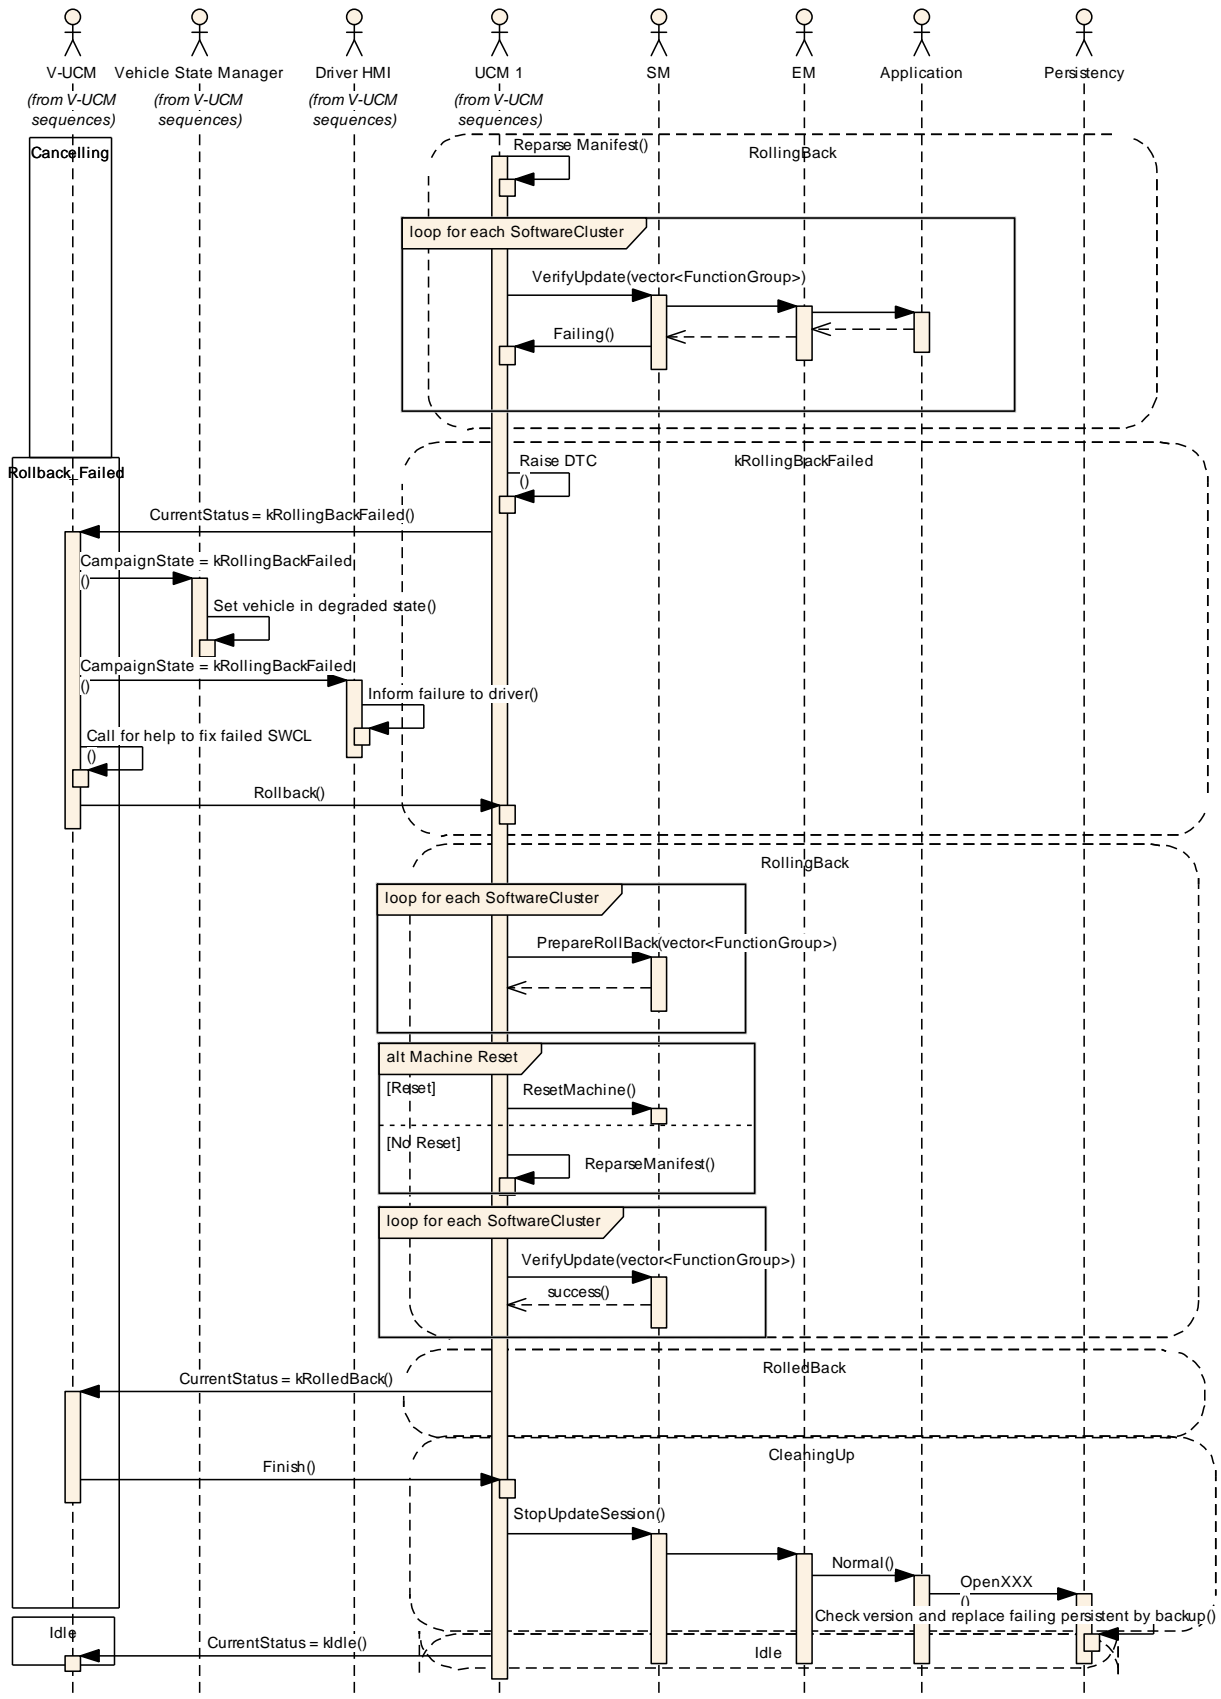 V-UCM
Vehicle State Manager
Driver HMI
UCM 1
SM
EM
Application
Persistency
(from V-UCM
sequences)
(from V-UCM
sequences)
(from V-UCM
sequences)
(from V-UCM
sequences)
Cancelling
Reparse Manifest()
RollingBack
loop for each SoftwareCluster
VerifyUpdate(vector<FunctionGroup>)
Failing()
Rollback_Failed
Raise DTC
()
kRollingBackFailed
CurrentStatus = kRollingBackFailed()
CampaignState = kRollingBackFailed
()
Set vehicle in degraded state()
CampaignState = kRollingBackFailed
()
Inform failure to driver()
Call for help to fix failed SWCL
()
Rollback()
RollingBack
loop for each SoftwareCluster
PrepareRollBack(vector<FunctionGroup>)
alt Machine Reset
[Reset]
ResetMachine()
[No Reset]
ReparseManifest()
loop for each SoftwareCluster
VerifyUpdate(vector<FunctionGroup>)
success()
RolledBack
CurrentStatus = kRolledBack()
CleaningUp
Finish()
StopUpdateSession()
Normal()
OpenXXX
()
Check version and replace failing persistent by backup()
Idle
CurrentStatus = kIdle()
Idle